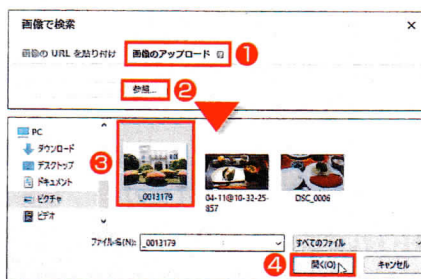 画像で検索 ×
画像の URL を貼り付け 画像のアップロード ①
参照... ②
PC
ダウンロード
デスクトップ
ドキュメント
ピクチャ
ビデオ
③
_0013179
04-11@10-32-25-
857
DSC_0006
ファイル名(N): _0013179 すべてのファイル
④ 開く(O) キャンセル